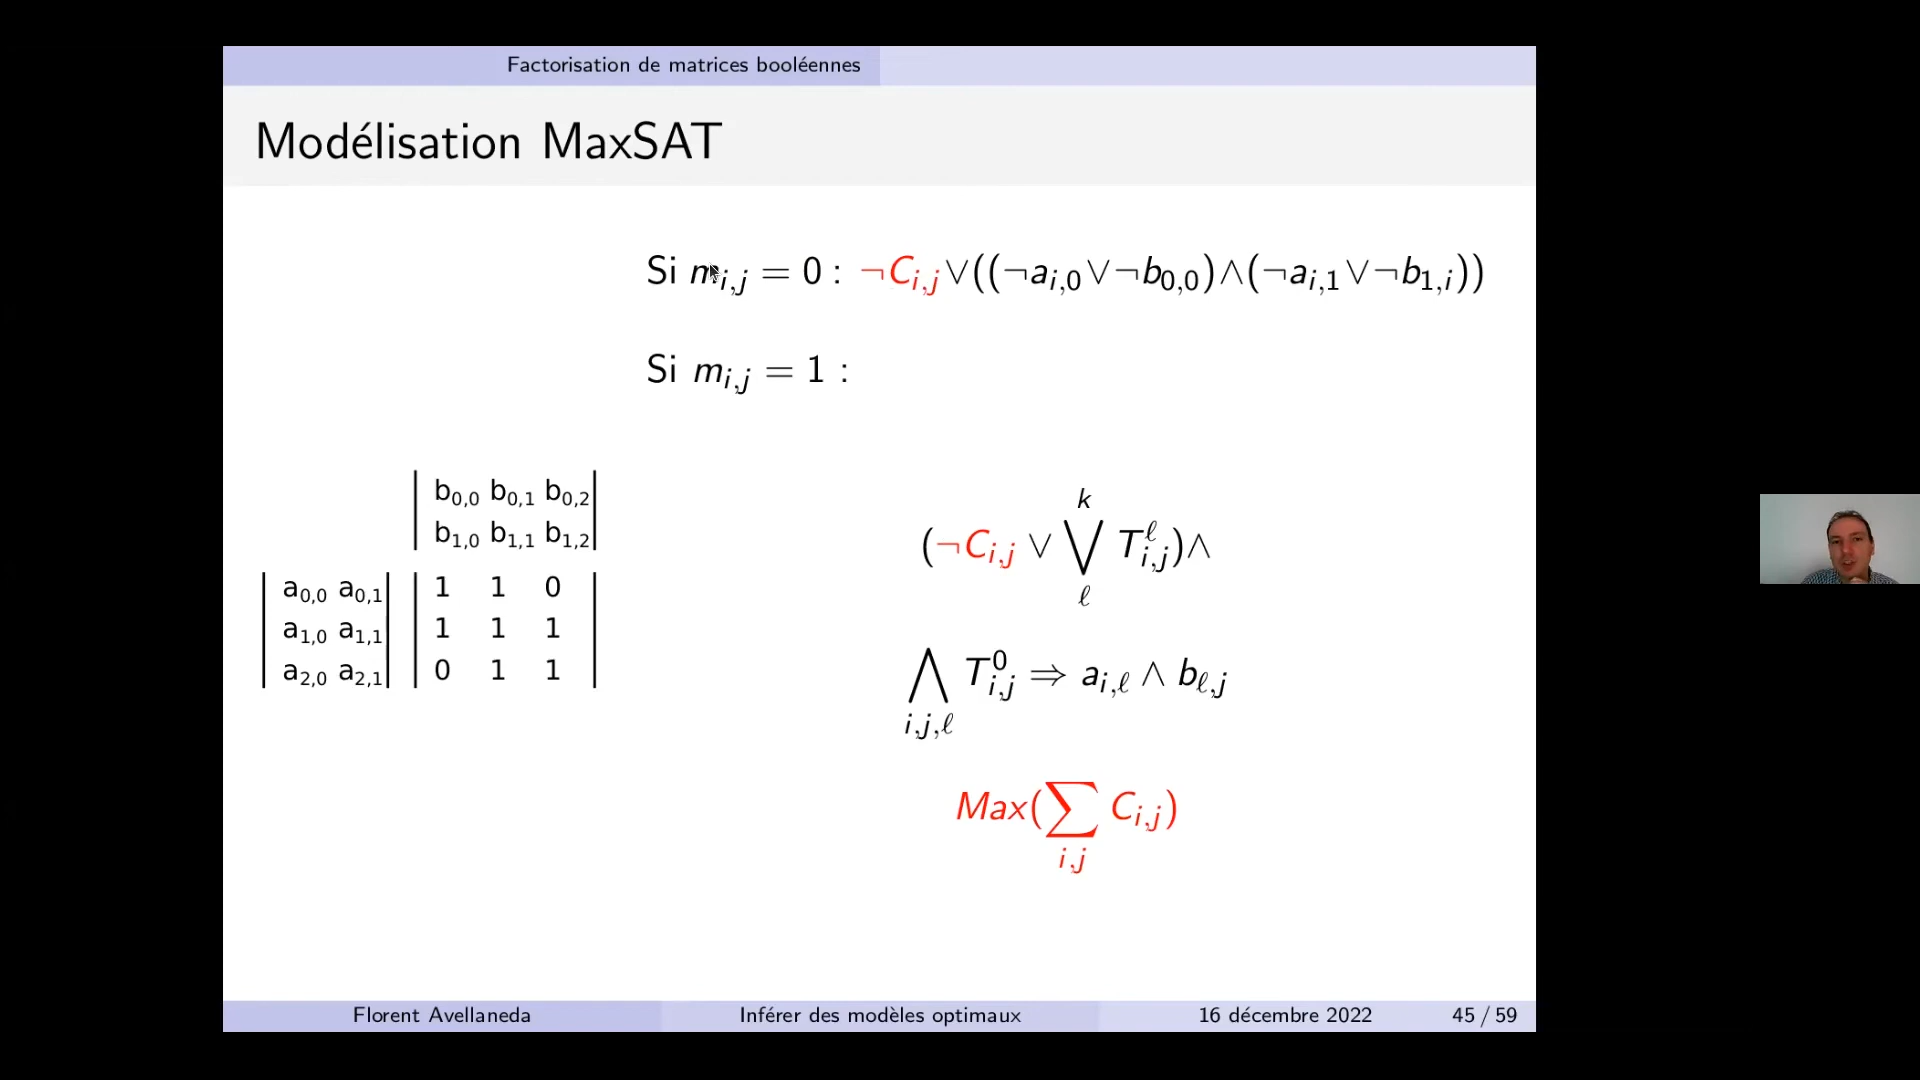 Factorisation de matrices booléennes
Modélisation MaxSAT
Si m_{i,j} = 0 : ¬C_{i,j} ∨ ((¬a_{i,0} ∨ ¬b_{0,0}) ∧ (¬a_{i,1} ∨ ¬b_{1,i}))
Si m_{i,j} = 1 :
b_{0,0} b_{0,1} b_{0,2}
b_{1,0} b_{1,1} b_{1,2}
a_{0,0} a_{0,1} 1 1 0
a_{1,0} a_{1,1} 1 1 1
a_{2,0} a_{2,1} 0 1 1
(¬C_{i,j} ∨ ⋁_ℓ^k T_{i,j}^ℓ) ∧
⋀_{i,j,ℓ} T_{i,j}^0 ⇒ a_{i,ℓ} ∧ b_{ℓ,j}
Max(∑_{i,j} C_{i,j})
Florent Avellaneda Inférer des modèles optimaux 16 décembre 2022 45 / 59